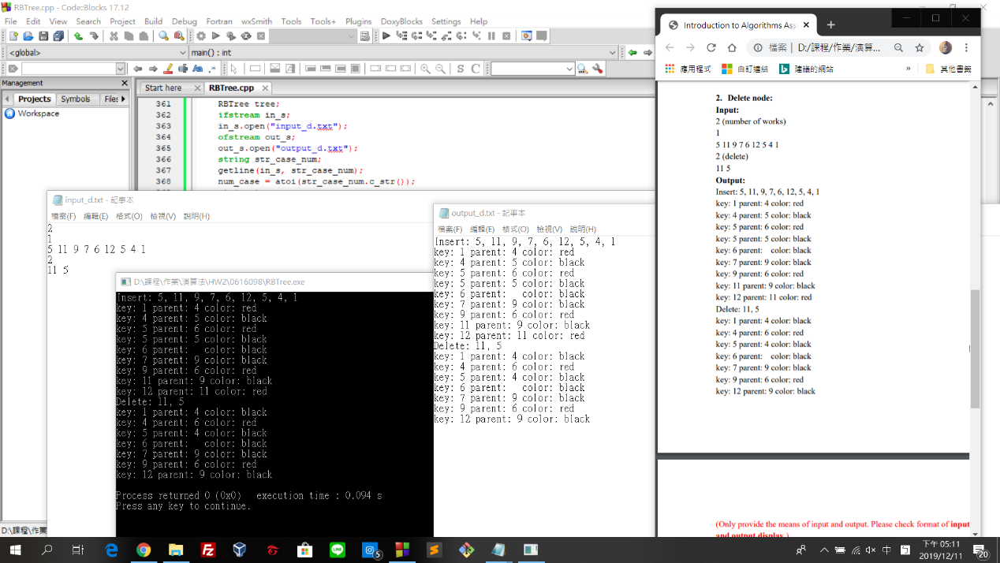 RBTree.cpp - Code::Blocks 17.12
File Edit View Search Project Build Debug Fortran wxSmith Tools Tools+ Plugins DoxyBlocks Settings Help
<global>
main() : int
Management
Projects Symbols Files
Workspace
Start here
RBTree.cpp
361 RBTree tree;
362 ifstream in_s;
363 in_s.open("input_d.txt");
364 ofstream out_s;
365 out_s.open("output_d.txt");
366 string str_case_num;
367 getline(in_s, str_case_num);
368 num_case = atoi(str_case_num.c_str());
D:\課程\作業
input_d.txt - 記事本
檔案(F) 編輯(E) 格式(O) 檢視(V) 說明(H)
2
1
5 11 9 7 6 12 5 4 1
2
11 5
D:\課程\作業\演算法\HW2\0616098\RBTree.exe
Insert: 5, 11, 9, 7, 6, 12, 5, 4, 1
key: 1 parent: 4 color: red
key: 4 parent: 5 color: black
key: 5 parent: 6 color: red
key: 5 parent: 5 color: black
key: 6 parent:   color: black
key: 7 parent: 9 color: black
key: 9 parent: 6 color: red
key: 11 parent: 9 color: black
key: 12 parent: 11 color: red
Delete: 11, 5
key: 1 parent: 4 color: black
key: 4 parent: 6 color: red
key: 5 parent: 4 color: black
key: 6 parent:   color: black
key: 7 parent: 9 color: black
key: 9 parent: 6 color: red
key: 12 parent: 9 color: black
Process returned 0 (0x0)   execution time : 0.094 s
Press any key to continue.
output_d.txt - 記事本
檔案(F) 編輯(E) 格式(O) 檢視(V) 說明(H)
Insert: 5, 11, 9, 7, 6, 12, 5, 4, 1
key: 1 parent: 4 color: red
key: 4 parent: 5 color: black
key: 5 parent: 6 color: red
key: 5 parent: 5 color: black
key: 6 parent:   color: black
key: 7 parent: 9 color: black
key: 9 parent: 6 color: red
key: 11 parent: 9 color: black
key: 12 parent: 11 color: red
Delete: 11, 5
key: 1 parent: 4 color: black
key: 4 parent: 6 color: red
key: 5 parent: 4 color: black
key: 6 parent:   color: black
key: 7 parent: 9 color: black
key: 9 parent: 6 color: red
key: 12 parent: 9 color: black
Introduction to Algorithms Ass
檔案 | D:/課程/作業/演算...
應用程式 自訂連結 建議的網站 » 其他書籤
2. Delete node:
Input:
2 (number of works)
1
5 11 9 7 6 12 5 4 1
2 (delete)
11 5
Output:
Insert: 5, 11, 9, 7, 6, 12, 5, 4, 1
key: 1 parent: 4 color: red
key: 4 parent: 5 color: black
key: 5 parent: 6 color: red
key: 5 parent: 5 color: black
key: 6 parent:   color: black
key: 7 parent: 9 color: black
key: 9 parent: 6 color: red
key: 11 parent: 9 color: black
key: 12 parent: 11 color: red
Delete: 11, 5
key: 1 parent: 4 color: black
key: 4 parent: 6 color: red
key: 5 parent: 4 color: black
key: 6 parent:   color: black
key: 7 parent: 9 color: black
key: 9 parent: 6 color: red
key: 12 parent: 9 color: black
(Only provide the means of input and output. Please check format of input
and output display.)
5
中
下午 05:11
2019/12/11
20